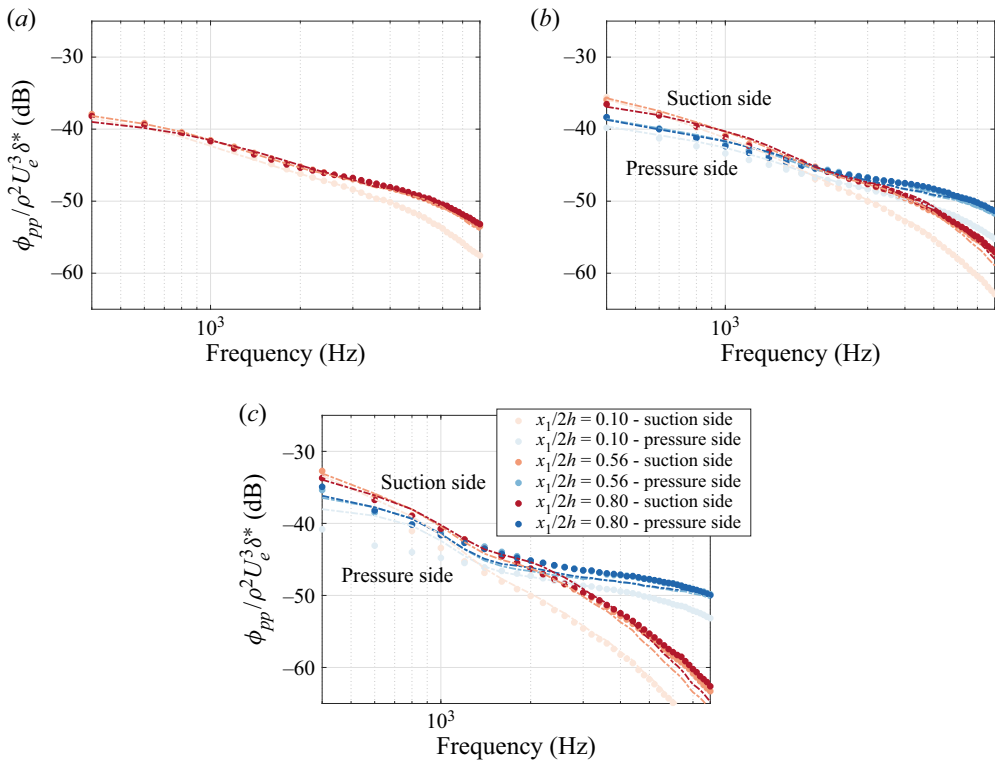 (a)
−30
−40
−50
−60
ϕpp/ρ²U³eδ* (dB)
10³
Frequency (Hz)
(b)
−30
−40
−50
−60
Suction side
Pressure side
10³
Frequency (Hz)
(c)
−30
−40
−50
−60
ϕpp/ρ²U³eδ* (dB)
Suction side
Pressure side
x₁/2h = 0.10 - suction side
x₁/2h = 0.10 - pressure side
x₁/2h = 0.56 - suction side
x₁/2h = 0.56 - pressure side
x₁/2h = 0.80 - suction side
x₁/2h = 0.80 - pressure side
10³
Frequency (Hz)